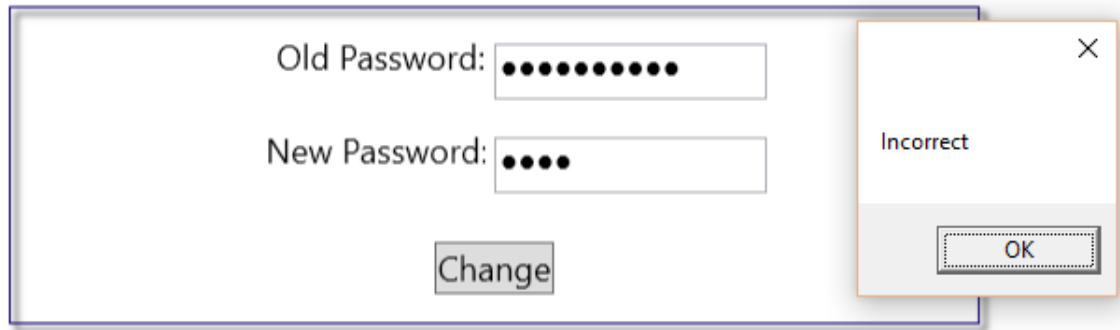 Old Password: ••••••••••
New Password: ••••
Change
Incorrect
OK